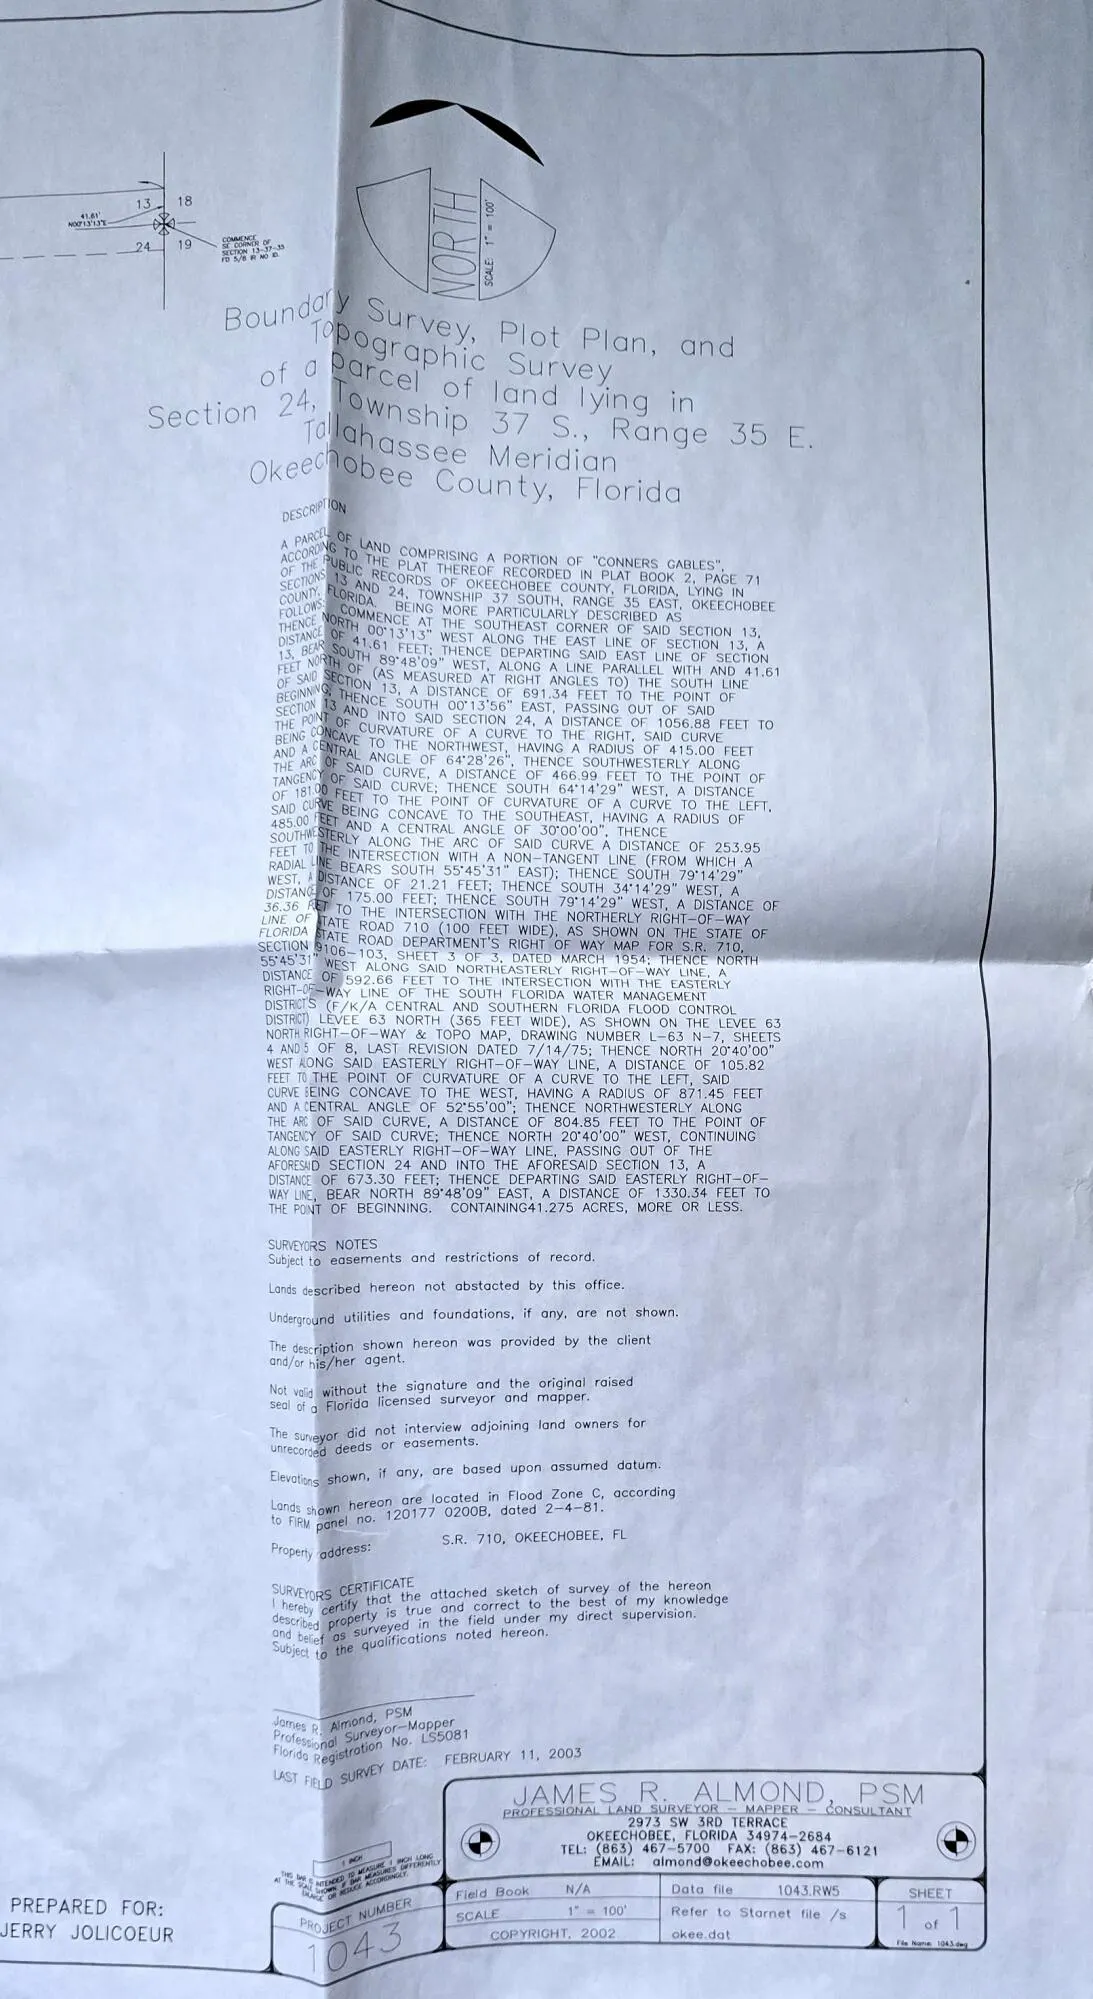 13 18
41.61'
N00°13'13"E
24 19
COMMENCE
SE CORNER OF
SECTION 13-37-35
FD 5/8 IR NO ID.
NORTH
SCALE: 1" = 100'
Boundary Survey, Plot Plan, and
Topographic Survey
of a parcel of land lying in
Section 24, Township 37 S., Range 35 E.
Tallahassee Meridian
Okeechobee County, Florida
DESCRIPTION
A PARCEL OF LAND COMPRISING A PORTION OF "CONNERS GABLES",
ACCORDING TO THE PLAT THEREOF RECORDED IN PLAT BOOK 2, PAGE 71
OF THE PUBLIC RECORDS OF OKEECHOBEE COUNTY, FLORIDA, LYING IN
SECTIONS 13 AND 24, TOWNSHIP 37 SOUTH, RANGE 35 EAST, OKEECHOBEE
COUNTY, FLORIDA. BEING MORE PARTICULARLY DESCRIBED AS
FOLLOWS: COMMENCE AT THE SOUTHEAST CORNER OF SAID SECTION 13,
THENCE NORTH 00°13'13" WEST ALONG THE EAST LINE OF SECTION 13, A
DISTANCE OF 41.61 FEET; THENCE DEPARTING SAID EAST LINE OF SECTION
13, BEAR SOUTH 89°48'09" WEST, ALONG A LINE PARALLEL WITH AND 41.61
FEET NORTH OF (AS MEASURED AT RIGHT ANGLES TO) THE SOUTH LINE
OF SAID SECTION 13, A DISTANCE OF 691.34 FEET TO THE POINT OF
BEGINNING, THENCE SOUTH 00°13'56" EAST, PASSING OUT OF SAID
SECTION 13 AND INTO SAID SECTION 24, A DISTANCE OF 1056.88 FEET TO
THE POINT OF CURVATURE OF A CURVE TO THE RIGHT, SAID CURVE
BEING CONCAVE TO THE NORTHWEST, HAVING A RADIUS OF 415.00 FEET
AND A CENTRAL ANGLE OF 64°28'26", THENCE SOUTHWESTERLY ALONG
THE ARC OF SAID CURVE, A DISTANCE OF 466.99 FEET TO THE POINT OF
TANGENCY OF SAID CURVE; THENCE SOUTH 64°14'29" WEST, A DISTANCE
OF 181.00 FEET TO THE POINT OF CURVATURE OF A CURVE TO THE LEFT,
SAID CURVE BEING CONCAVE TO THE SOUTHEAST, HAVING A RADIUS OF
485.00 FEET AND A CENTRAL ANGLE OF 30°00'00", THENCE
SOUTHWESTERLY ALONG THE ARC OF SAID CURVE A DISTANCE OF 253.95
FEET TO THE INTERSECTION WITH A NON-TANGENT LINE (FROM WHICH A
RADIAL LINE BEARS SOUTH 55°45'31" EAST); THENCE SOUTH 79°14'29"
WEST, A DISTANCE OF 21.21 FEET; THENCE SOUTH 34°14'29" WEST, A
DISTANCE OF 175.00 FEET; THENCE SOUTH 79°14'29" WEST, A DISTANCE OF
36.36 FEET TO THE INTERSECTION WITH THE NORTHERLY RIGHT-OF-WAY
LINE OF STATE ROAD 710 (100 FEET WIDE), AS SHOWN ON THE STATE OF
FLORIDA STATE ROAD DEPARTMENT'S RIGHT OF WAY MAP FOR S.R. 710,
SECTION 9106-103, SHEET 3 OF 3, DATED MARCH 1954; THENCE NORTH
55°45'31" WEST ALONG SAID NORTHEASTERLY RIGHT-OF-WAY LINE, A
DISTANCE OF 592.66 FEET TO THE INTERSECTION WITH THE EASTERLY
RIGHT-OF-WAY LINE OF THE SOUTH FLORIDA WATER MANAGEMENT
DISTRICT'S (F/K/A CENTRAL AND SOUTHERN FLORIDA FLOOD CONTROL
DISTRICT) LEVEE 63 NORTH (365 FEET WIDE), AS SHOWN ON THE LEVEE 63
NORTH RIGHT-OF-WAY & TOPO MAP, DRAWING NUMBER L-63 N-7, SHEETS
4 AND 5 OF 8, LAST REVISION DATED 7/14/75; THENCE NORTH 20°40'00"
WEST ALONG SAID EASTERLY RIGHT-OF-WAY LINE, A DISTANCE OF 105.82
FEET TO THE POINT OF CURVATURE OF A CURVE TO THE LEFT, SAID
CURVE BEING CONCAVE TO THE WEST, HAVING A RADIUS OF 871.45 FEET
AND A CENTRAL ANGLE OF 52°55'00"; THENCE NORTHWESTERLY ALONG
THE ARC OF SAID CURVE, A DISTANCE OF 804.85 FEET TO THE POINT OF
TANGENCY OF SAID CURVE; THENCE NORTH 20°40'00" WEST, CONTINUING
ALONG SAID EASTERLY RIGHT-OF-WAY LINE, PASSING OUT OF THE
AFORESAID SECTION 24 AND INTO THE AFORESAID SECTION 13, A
DISTANCE OF 673.30 FEET; THENCE DEPARTING SAID EASTERLY RIGHT-OF-
WAY LINE, BEAR NORTH 89°48'09" EAST, A DISTANCE OF 1330.34 FEET TO
THE POINT OF BEGINNING. CONTAINING41.275 ACRES, MORE OR LESS.
SURVEYORS NOTES
Subject to easements and restrictions of record.
Lands described hereon not abstacted by this office.
Underground utilities and foundations, if any, are not shown.
The description shown hereon was provided by the client
and/or his/her agent.
Not valid without the signature and the original raised
seal of a Florida licensed surveyor and mapper.
The surveyor did not interview adjoining land owners for
unrecorded deeds or easements.
Elevations shown, if any, are based upon assumed datum.
Lands shown hereon are located in Flood Zone C, according
to FIRM panel no. 120177 0200B, dated 2-4-81.
Property address: S.R. 710, OKEECHOBEE, FL
SURVEYORS CERTIFICATE
I hereby certify that the attached sketch of survey of the hereon
described property is true and correct to the best of my knowledge
and belief as surveyed in the field under my direct supervision.
Subject to the qualifications noted hereon.
James R. Almond, PSM
Professional Surveyor-Mapper
Florida Registration No. LS5081
LAST FIELD SURVEY DATE: FEBRUARY 11, 2003
JAMES R. ALMOND, PSM
PROFESSIONAL LAND SURVEYOR - MAPPER - CONSULTANT
2973 SW 3RD TERRACE
OKEECHOBEE, FLORIDA 34974-2684
TEL: (863) 467-5700 FAX: (863) 467-6121
EMAIL: almond@okeechobee.com
1 INCH
THIS BAR IS INTENDED TO MEASURE 1 INCH LONG
AT THE SCALE SHOWN. IF BAR MEASURES DIFFERENTLY
ENLARGE OR REDUCE ACCORDINGLY.
PREPARED FOR:
JERRY JOLICOEUR
PROJECT NUMBER
1043
Field Book N/A
SCALE 1" = 100'
COPYRIGHT, 2002
Data file 1043.RW5
Refer to Starnet file /s
okee.dat
SHEET
1 of 1
File Name: 1043.dwg